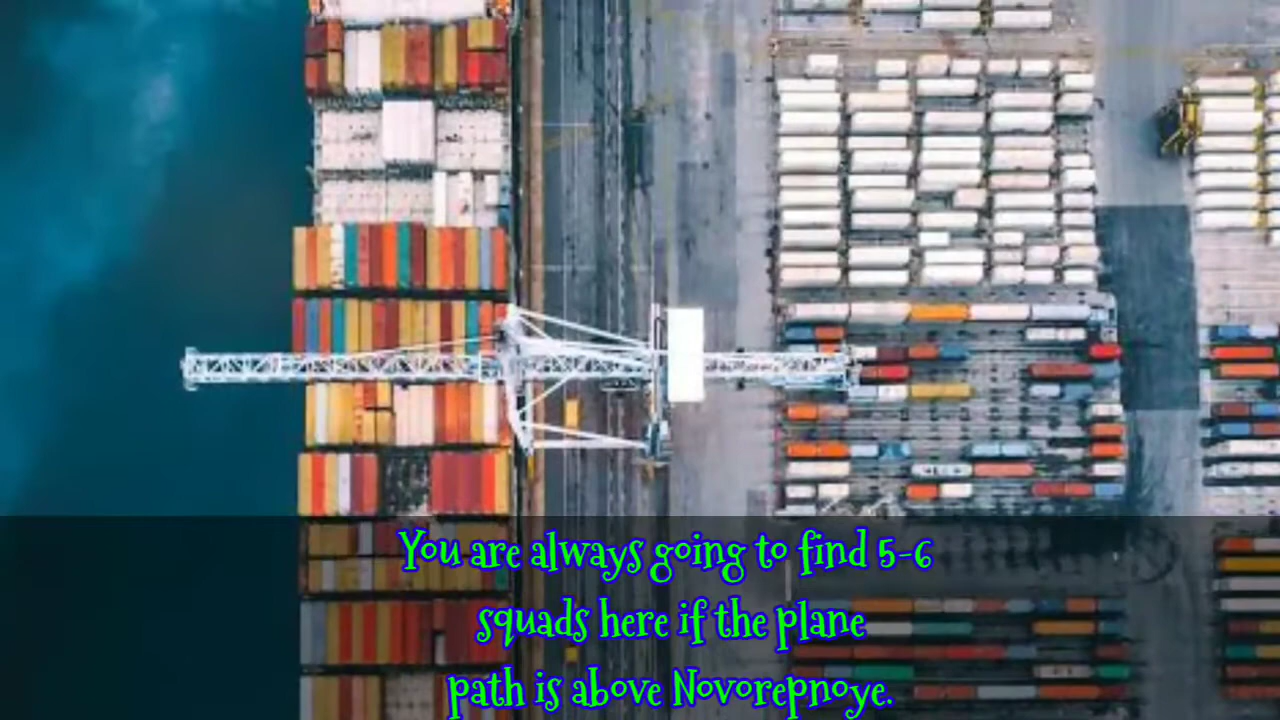 You are always going to find 5-6
squads here if the plane
path is above Novorepnoye.